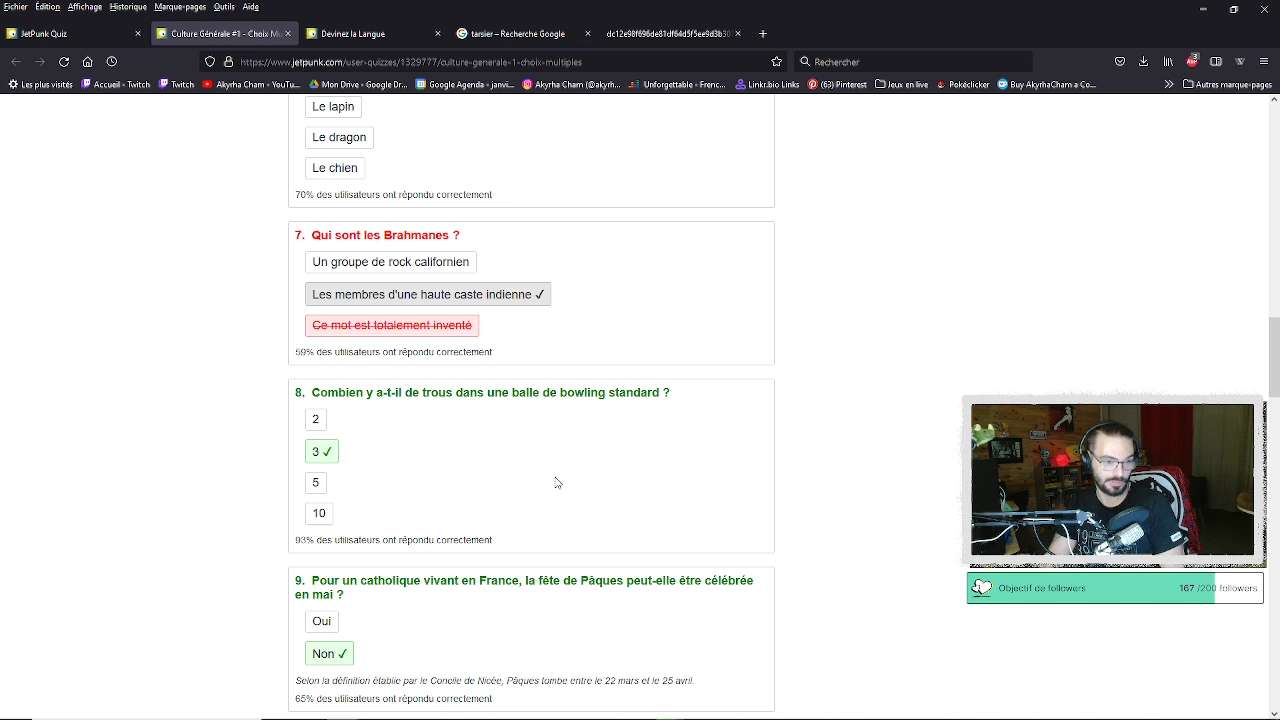 Fichier Édition Affichage Historique Marque-pages Outils Aide
JetPunk Quiz
Culture Générale #1 - Choix Mu
Devinez la Langue
tarsier – Recherche Google
dc12e98f696de81df64d5f5ee9d3b30
https://www.jetpunk.com/user-quizzes/1329777/culture-generale-1-choix-multiples
Rechercher
Les plus visités Accueil - Twitch Twitch Alkyrha Cham - YouTu... Mon Drive - Google Dr... Google Agenda - janvi... Akyrha Cham (@akyrh... Unforgettable - Frenc... Linkr.bio Links (63) Pinterest Jeux en live Pokéclicker Buy AkyrhaCham a Co... Autres marque-pages
Le lapin
Le dragon
Le chien
70% des utilisateurs ont répondu correctement
7. Qui sont les Brahmanes ?
Un groupe de rock californien
Les membres d'une haute caste indienne ✓
Ce mot est totalement inventé
59% des utilisateurs ont répondu correctement
8. Combien y a-t-il de trous dans une balle de bowling standard ?
2
3 ✓
5
10
93% des utilisateurs ont répondu correctement
9. Pour un catholique vivant en France, la fête de Pâques peut-elle être célébrée
en mai ?
Oui
Non ✓
Selon la définition établie par le Concile de Nicée, Pâques tombe entre le 22 mars et le 25 avril.
65% des utilisateurs ont répondu correctement
Objectif de followers 167 /200 followers